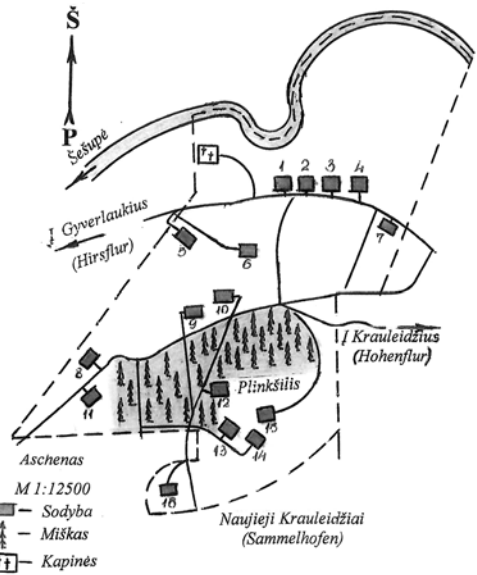 Š
P
Šešupė
1 2 3 4
Į Gyverlaukius
(Hirsflur)
5
6
7
8
9
10
11
12
13
14
15
16
Į Krauleidžius
(Hohenflur)
Plinkšilis
Aschenas
M 1:12500
— Sodyba
— Miškas
— Kapinės
Naujieji Krauleidžiai
(Sammelhofen)